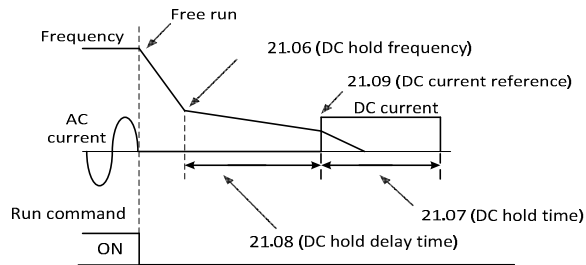 Free run
Frequency
21.06 (DC hold frequency)
21.09 (DC current reference)
DC current
AC
current
21.07 (DC hold time)
Run command
21.08 (DC hold delay time)
ON